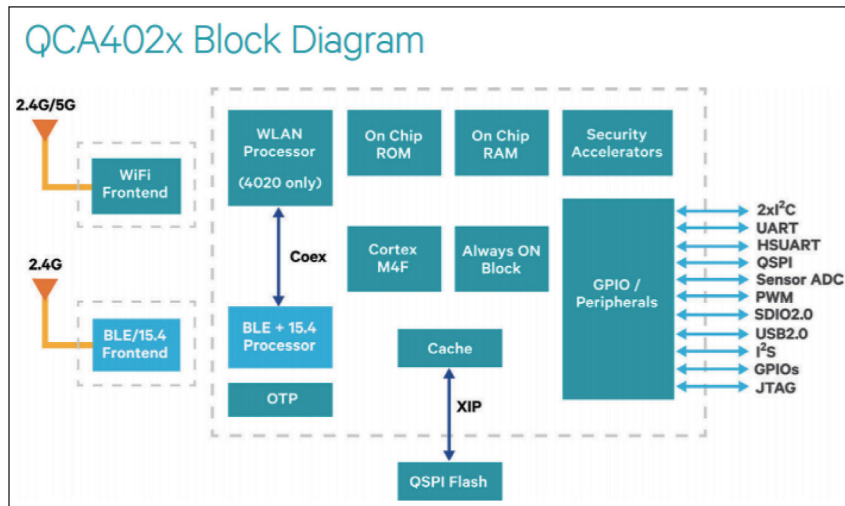 QCA402x Block Diagram
2.4G/5G
WiFi
Frontend
2.4G
BLE/15.4
Frontend
WLAN
Processor
(4020 only)
Coex
BLE + 15.4
Processor
OTP
On Chip
ROM
On Chip
RAM
Security
Accelerators
Cortex
M4F
Always ON
Block
Cache
XIP
QSPI Flash
GPIO /
Peripherals
2xI²C
UART
HSUART
QSPI
Sensor ADC
PWM
SDIO2.0
USB2.0
I²S
GPIOs
JTAG